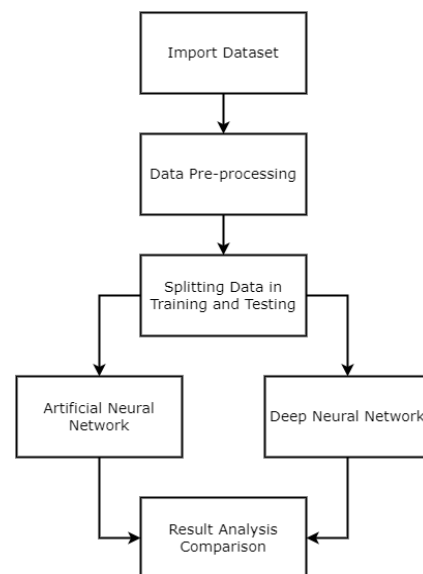 Import Dataset
Data Pre-processing
Splitting Data in
Training and Testing
Artificial Neural
Network
Deep Neural Network
Result Analysis
Comparison